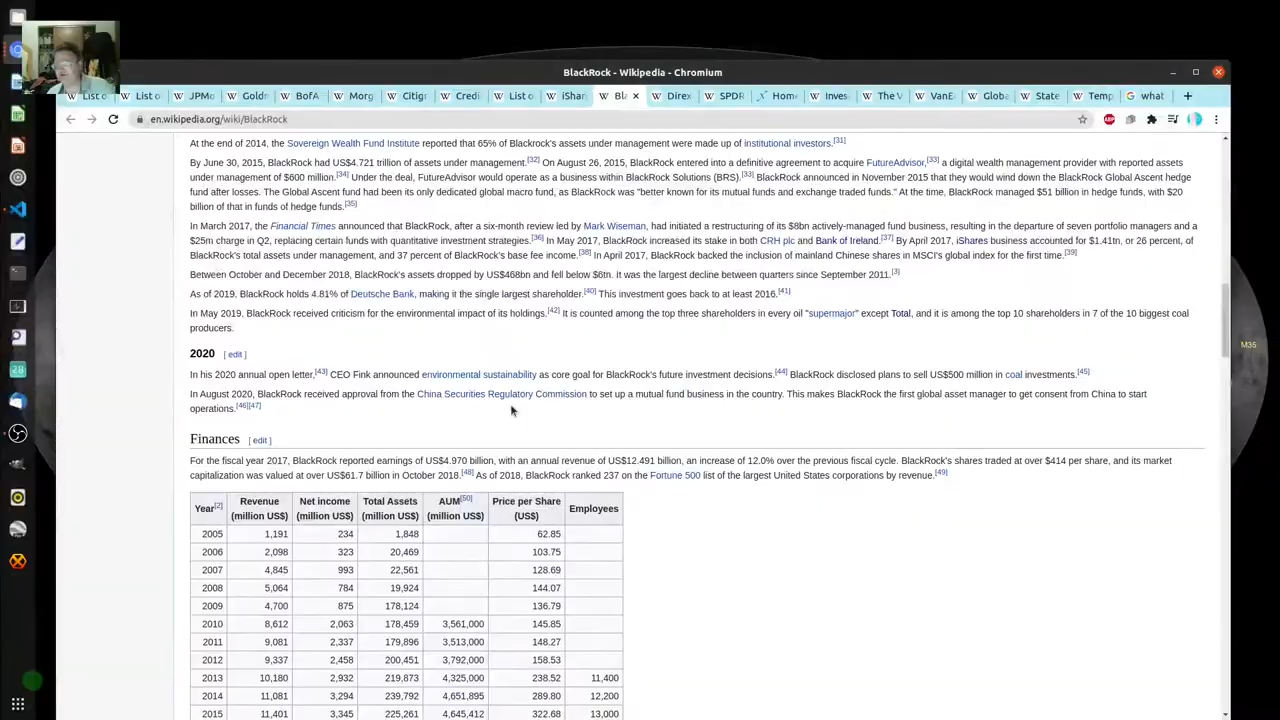 BlackRock - Wikipedia - Chromium
List o
List o
JPMo
Goldm
BofA
Morg
Citigr
Credi
List o
iShar
Bla
Direx
SPDR
Home
Inves
The V
VanE
Globa
State
Temp
what
en.wikipedia.org/wiki/BlackRock
At the end of 2014, the Sovereign Wealth Fund Institute reported that 65% of Blackrock's assets under management were made up of institutional investors.[31]
By June 30, 2015, BlackRock had US$4.721 trillion of assets under management.[32] On August 26, 2015, BlackRock entered into a definitive agreement to acquire FutureAdvisor,[33] a digital wealth management provider with reported assets
under management of $600 million.[34] Under the deal, FutureAdvisor would operate as a business within BlackRock Solutions (BRS).[33] BlackRock announced in November 2015 that they would wind down the BlackRock Global Ascent hedge
fund after losses. The Global Ascent fund had been its only dedicated global macro fund, as BlackRock was "better known for its mutual funds and exchange traded funds." At the time, BlackRock managed $51 billion in hedge funds, with $20
billion of that in funds of hedge funds.[35]
In March 2017, the Financial Times announced that BlackRock, after a six-month review led by Mark Wiseman, had initiated a restructuring of its $8bn actively-managed fund business, resulting in the departure of seven portfolio managers and a
$25m charge in Q2, replacing certain funds with quantitative investment strategies.[36] In May 2017, BlackRock increased its stake in both CRH plc and Bank of Ireland.[37] By April 2017, iShares business accounted for $1.41tn, or 26 percent, of
BlackRock's total assets under management, and 37 percent of BlackRock's base fee income.[38] In April 2017, BlackRock backed the inclusion of mainland Chinese shares in MSCI's global index for the first time.[39]
Between October and December 2018, BlackRock's assets dropped by US$468bn and fell below $6tn. It was the largest decline between quarters since September 2011.[3]
As of 2019, BlackRock holds 4.81% of Deutsche Bank, making it the single largest shareholder.[40] This investment goes back to at least 2016.[41]
In May 2019, BlackRock received criticism for the environmental impact of its holdings.[42] It is counted among the top three shareholders in every oil "supermajor" except Total, and it is among the top 10 shareholders in 7 of the 10 biggest coal
producers.
2020 [ edit ]
In his 2020 annual open letter,[43] CEO Fink announced environmental sustainability as core goal for BlackRock's future investment decisions.[44] BlackRock disclosed plans to sell US$500 million in coal investments.[45]
In August 2020, BlackRock received approval from the China Securities Regulatory Commission to set up a mutual fund business in the country. This makes BlackRock the first global asset manager to get consent from China to start
operations.[46][47]
Finances [ edit ]
For the fiscal year 2017, BlackRock reported earnings of US$4.970 billion, with an annual revenue of US$12.491 billion, an increase of 12.0% over the previous fiscal cycle. BlackRock's shares traded at over $414 per share, and its market
capitalization was valued at over US$61.7 billion in October 2018.[48] As of 2018, BlackRock ranked 237 on the Fortune 500 list of the largest United States corporations by revenue.[49]
Year[2] Revenue (million US$) Net income (million US$) Total Assets (million US$) AUM[50] (million US$) Price per Share (US$) Employees
2005 1,191 234 1,848 62.85
2006 2,098 323 20,469 103.75
2007 4,845 993 22,561 128.69
2008 5,064 784 19,924 144.07
2009 4,700 875 178,124 136.79
2010 8,612 2,063 178,459 3,561,000 145.85
2011 9,081 2,337 179,896 3,513,000 148.27
2012 9,337 2,458 200,451 3,792,000 158.53
2013 10,180 2,932 219,873 4,325,000 238.52 11,400
2014 11,081 3,294 239,792 4,651,895 289.80 12,200
2015 11,401 3,345 225,261 4,645,412 322.68 13,000
M35
28